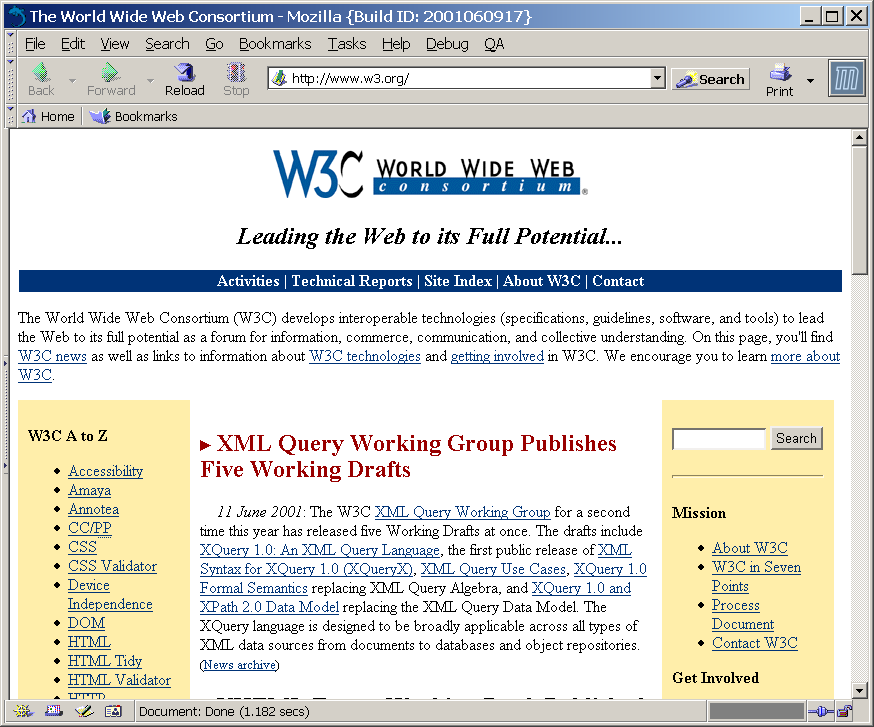 The World Wide Web Consortium - Mozilla {Build ID: 2001060917}
File Edit View Search Go Bookmarks Tasks Help Debug QA
Back Forward Reload Stop http://www.w3.org/ Search Print
Home Bookmarks
W3C WORLD WIDE WEB
consortium ®
Leading the Web to its Full Potential...
Activities | Technical Reports | Site Index | About W3C | Contact
The World Wide Web Consortium (W3C) develops interoperable technologies (specifications, guidelines, software, and tools) to lead
the Web to its full potential as a forum for information, commerce, communication, and collective understanding. On this page, you'll find
W3C news as well as links to information about W3C technologies and getting involved in W3C. We encourage you to learn more about
W3C.
W3C A to Z
Accessibility
Amaya
Annotea
CC/PP
CSS
CSS Validator
Device
Independence
DOM
HTML
HTML Tidy
HTML Validator
HTTP
XML Query Working Group Publishes
Five Working Drafts
11 June 2001: The W3C XML Query Working Group for a second
time this year has released five Working Drafts at once. The drafts include
XQuery 1.0: An XML Query Language, the first public release of XML
Syntax for XQuery 1.0 (XQueryX), XML Query Use Cases, XQuery 1.0
Formal Semantics replacing XML Query Algebra, and XQuery 1.0 and
XPath 2.0 Data Model replacing the XML Query Data Model. The
XQuery language is designed to be broadly applicable across all types of
XML data sources from documents to databases and object repositories.
(News archive)
Search
Mission
About W3C
W3C in Seven
Points
Process
Document
Contact W3C
Get Involved
Document: Done (1.182 secs)